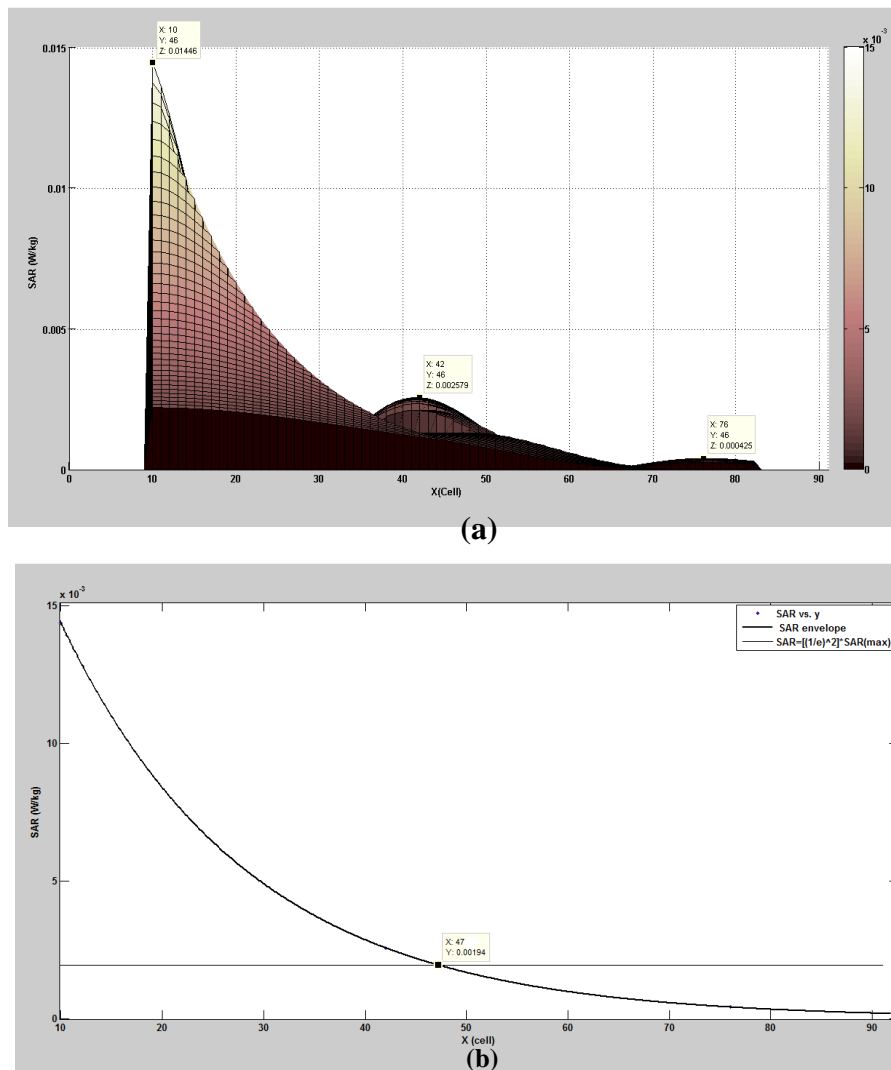 X: 10
Y: 46
Z: 0.01446
x 10^-3
15
0.015
SAR (W/kg)
0.01
10
0.005
5
X: 42
Y: 46
Z: 0.002579
X: 76
Y: 46
Z: 0.000425
0
0
0 10 20 30 40 50 60 70 80 90
X(Cell)
(a)
x 10^-3
15
SAR vs. y
SAR envelope
SAR=[(1/e)^2]*SAR(max)
10
SAR (W/kg)
5
X: 47
Y: 0.00194
0
10 20 30 40 50 60 70 80 90
X (cell)
(b)